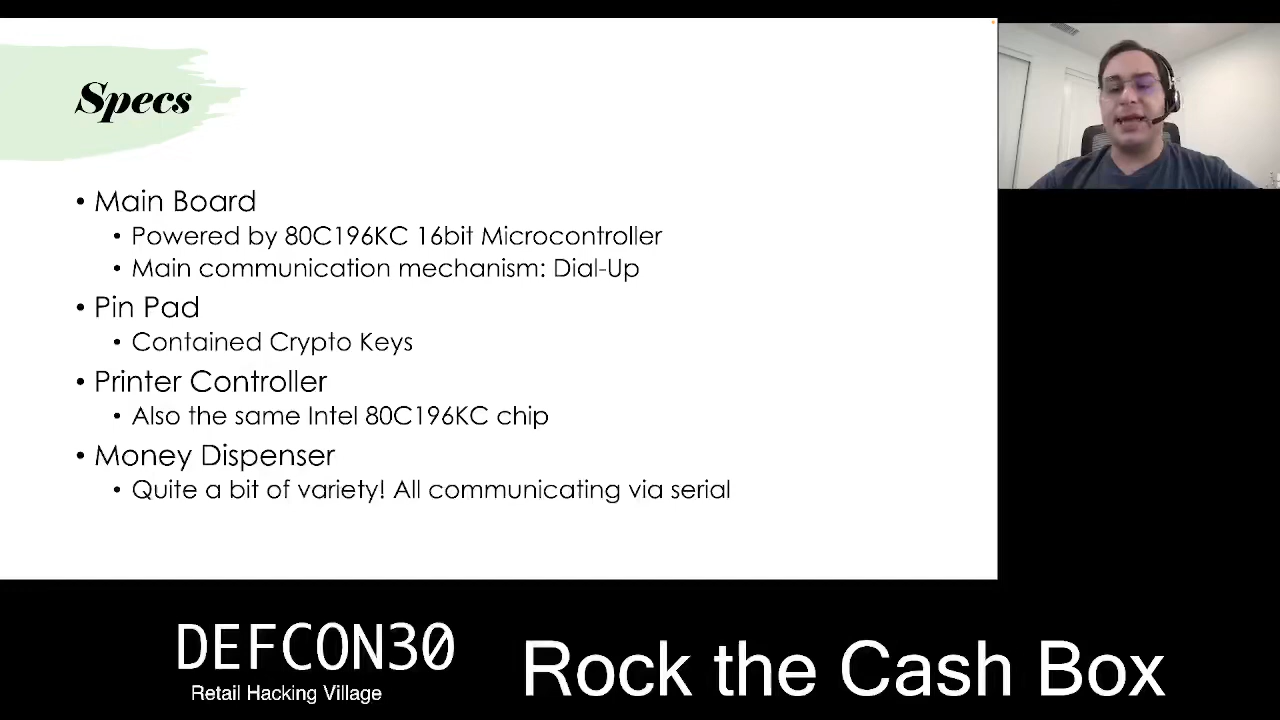 Specs
• Main Board
• Powered by 80C196KC 16bit Microcontroller
• Main communication mechanism: Dial-Up
• Pin Pad
• Contained Crypto Keys
• Printer Controller
• Also the same Intel 80C196KC chip
• Money Dispenser
• Quite a bit of variety! All communicating via serial
DEFCON30
Retail Hacking Village
Rock the Cash Box